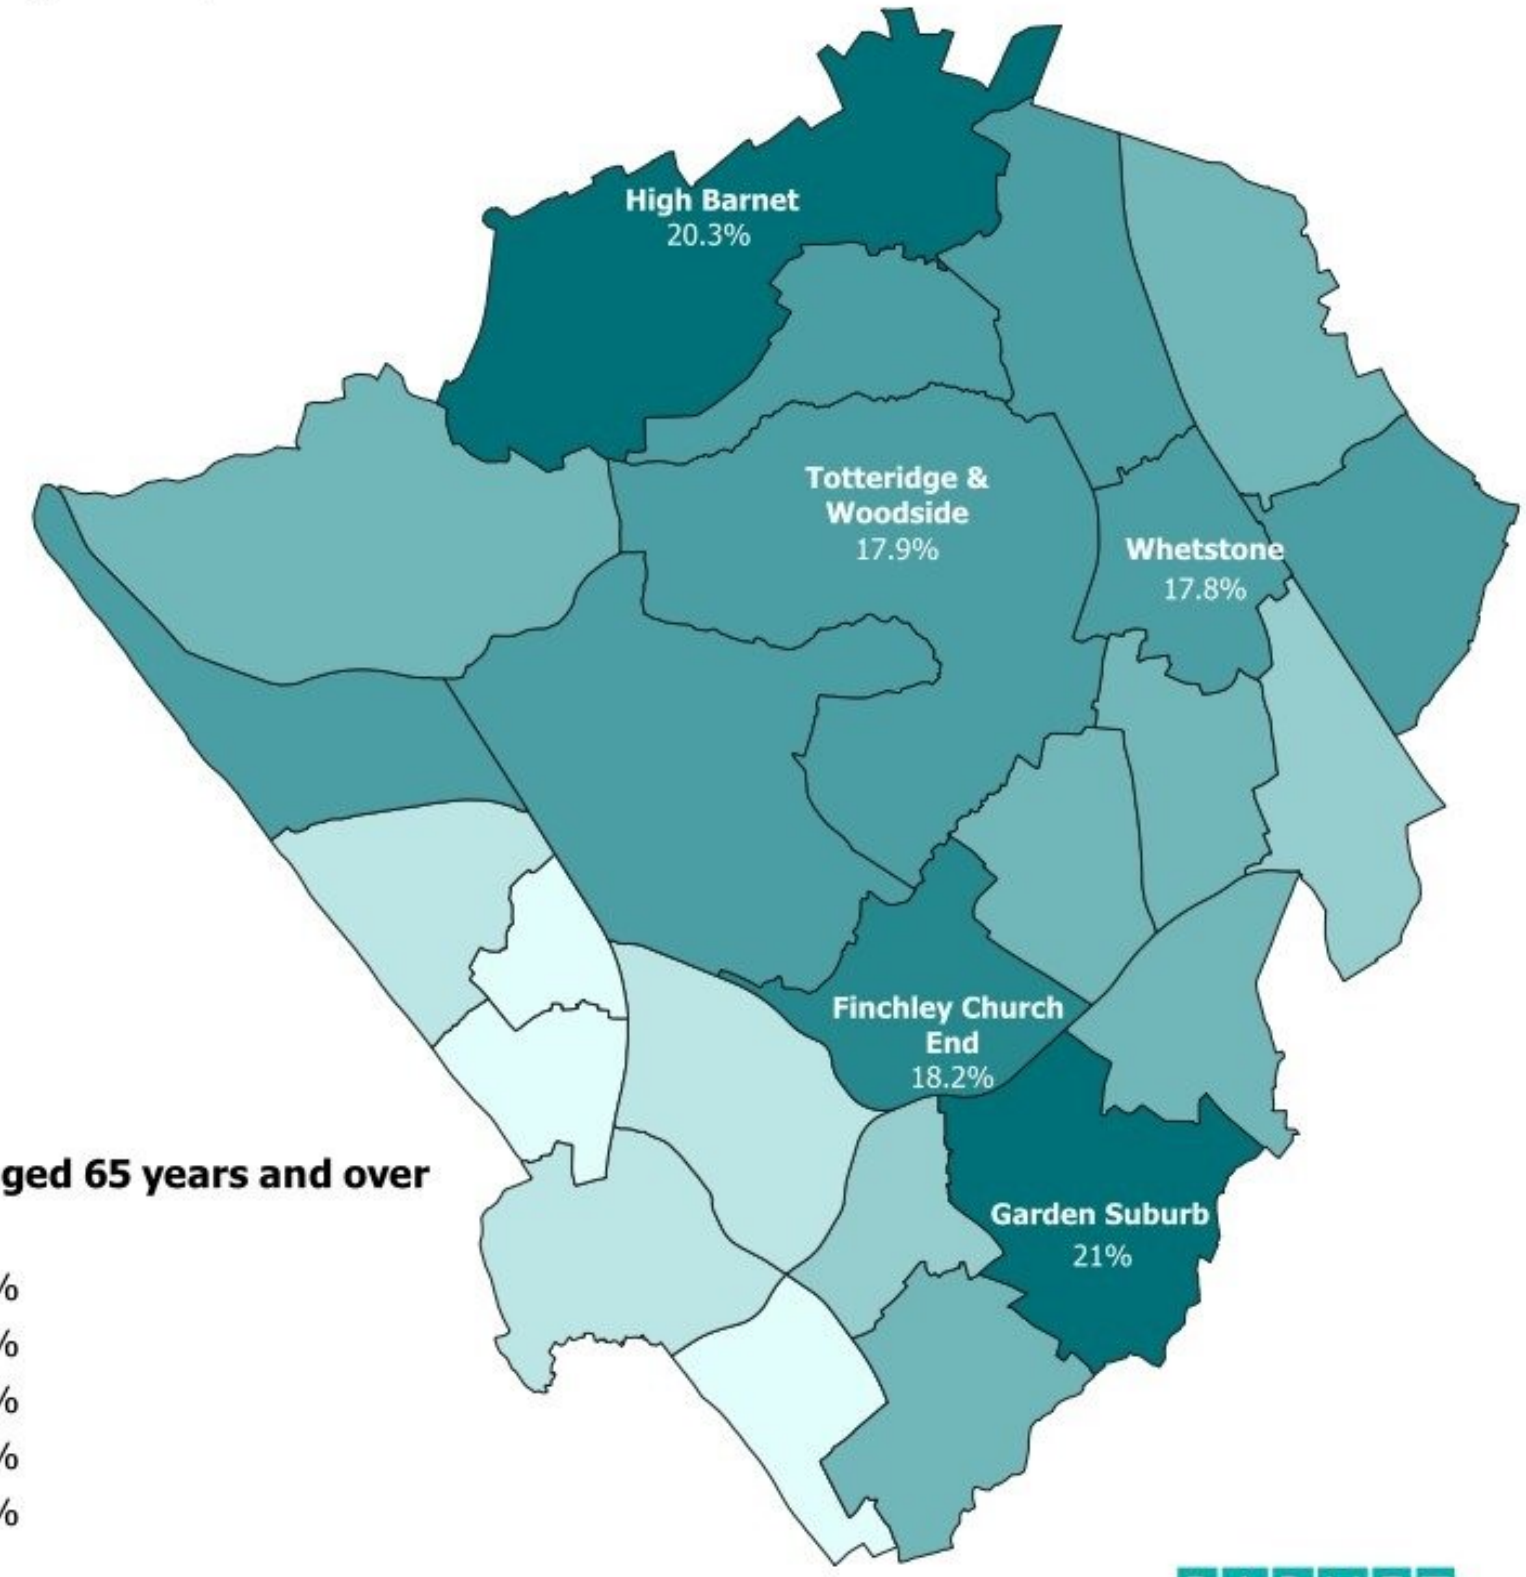 High Barnet
20.3%
Totteridge &
Woodside
17.9%
Whetstone
17.8%
Finchley Church
End
18.2%
Garden Suburb
21%
65 years and over
%
%
%
%
%